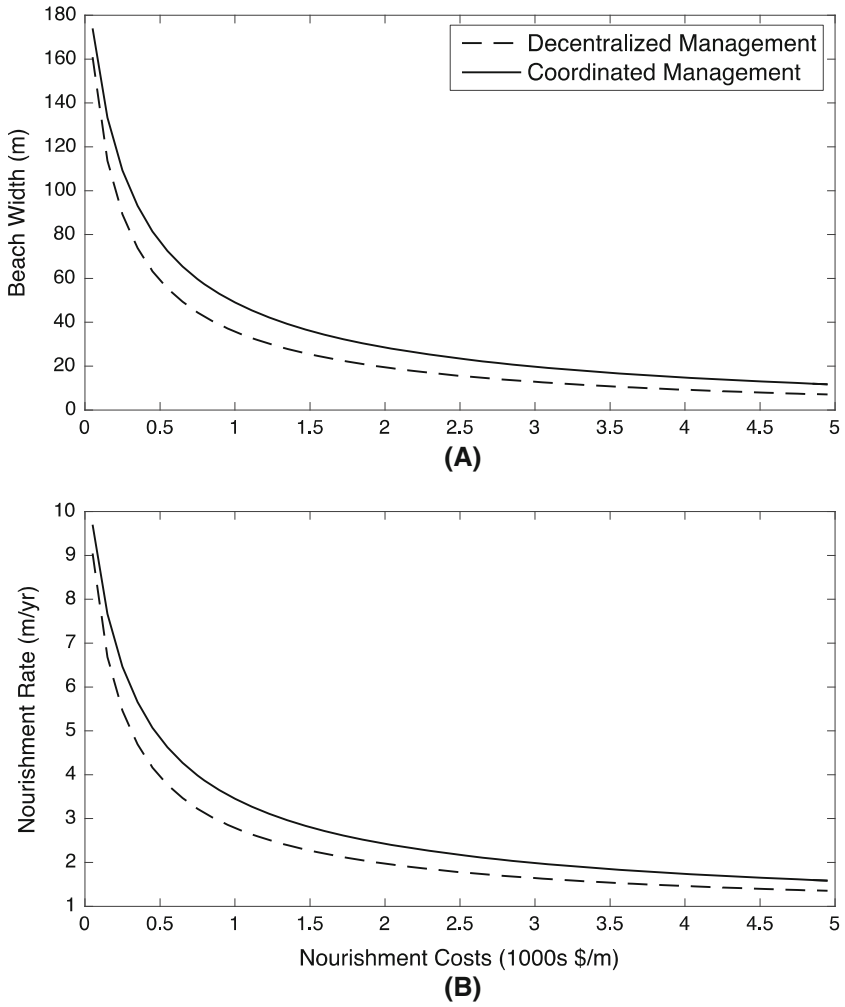 180
160
140
120
100
80
60
40
20
0
Beach Width (m)
Decentralized Management
Coordinated Management
0 0.5 1 1.5 2 2.5 3 3.5 4 4.5 5
(A)
10
9
8
7
6
5
4
3
2
1
Nourishment Rate (m/yr)
0 0.5 1 1.5 2 2.5 3 3.5 4 4.5 5
Nourishment Costs (1000s $/m)
(B)